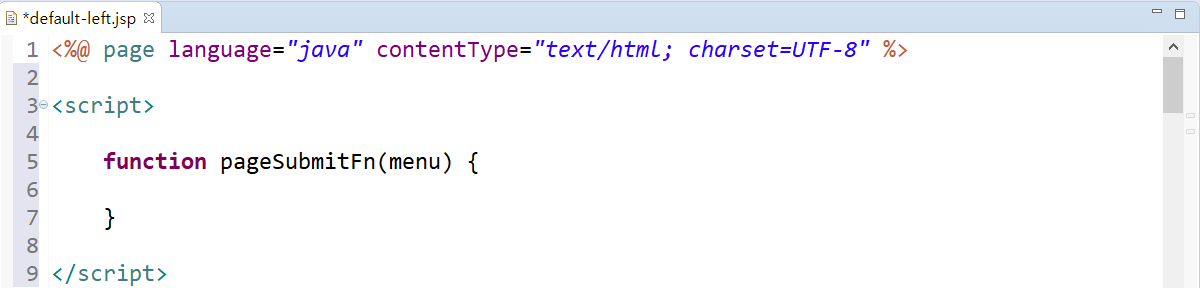 *default-left.jsp
1 <%@ page language="java" contentType="text/html; charset=UTF-8" %>
2
3 <script>
4
5     function pageSubmitFn(menu) {
6
7     }
8
9 </script>